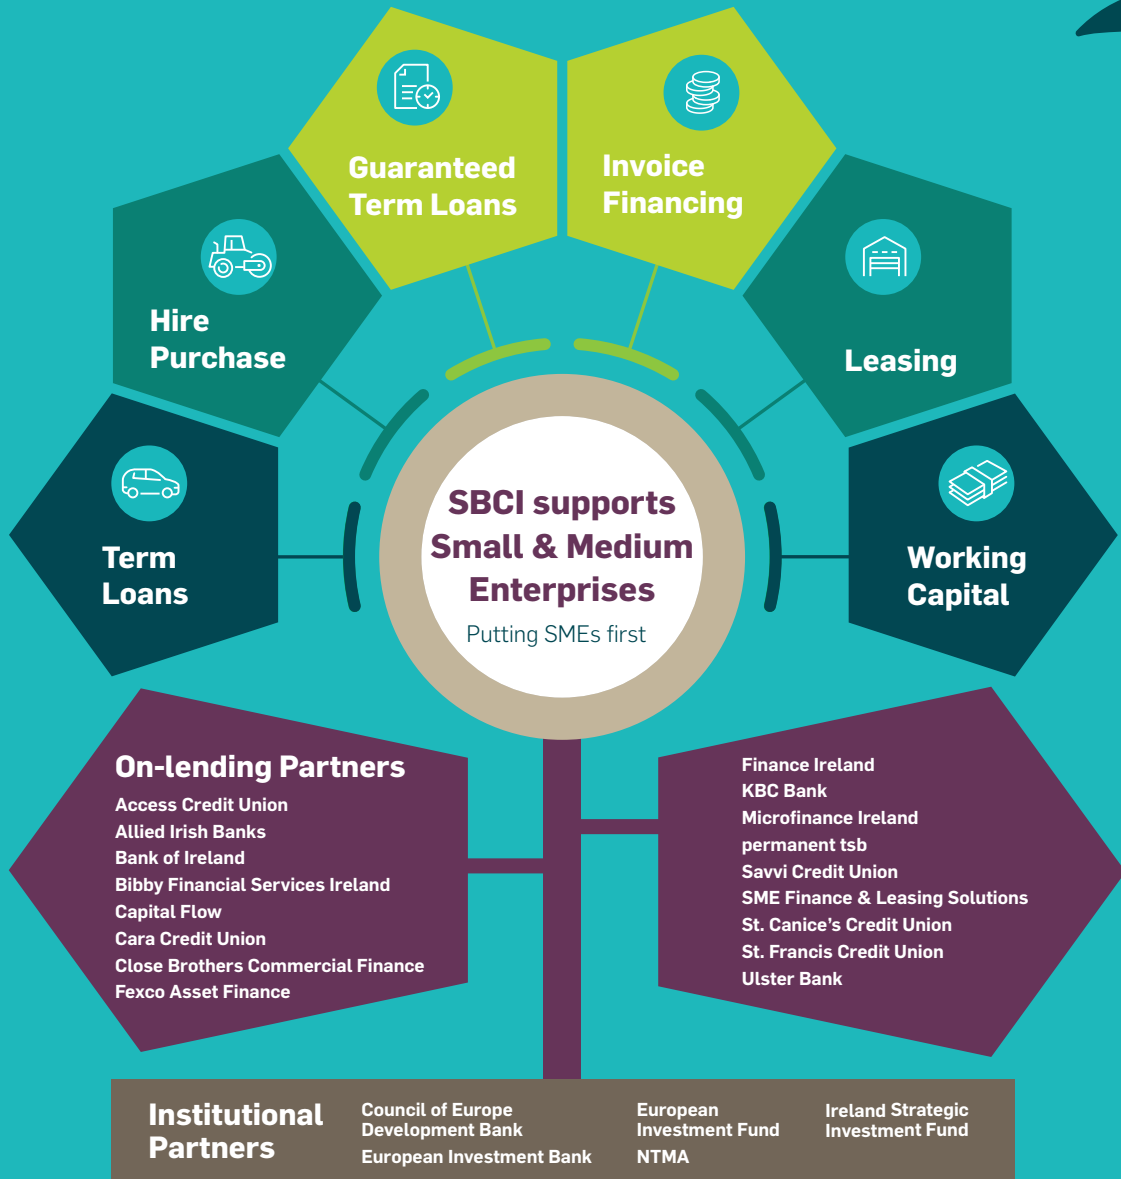 Guaranteed
Term Loans
Invoice
Financing
Hire
Purchase
Leasing
Term
Loans
SBCI supports
Small & Medium
Enterprises
Putting SMEs first
Working
Capital
On-lending Partners
Access Credit Union
Allied Irish Banks
Bank of Ireland
Bibby Financial Services Ireland
Capital Flow
Cara Credit Union
Close Brothers Commercial Finance
Fexco Asset Finance
Finance Ireland
KBC Bank
Microfinance Ireland
permanent tsb
Savvi Credit Union
SME Finance & Leasing Solutions
St. Canice's Credit Union
St. Francis Credit Union
Ulster Bank
Institutional
Partners
Council of Europe
Development Bank
European Investment Bank
European
Investment Fund
NTMA
Ireland Strategic
Investment Fund